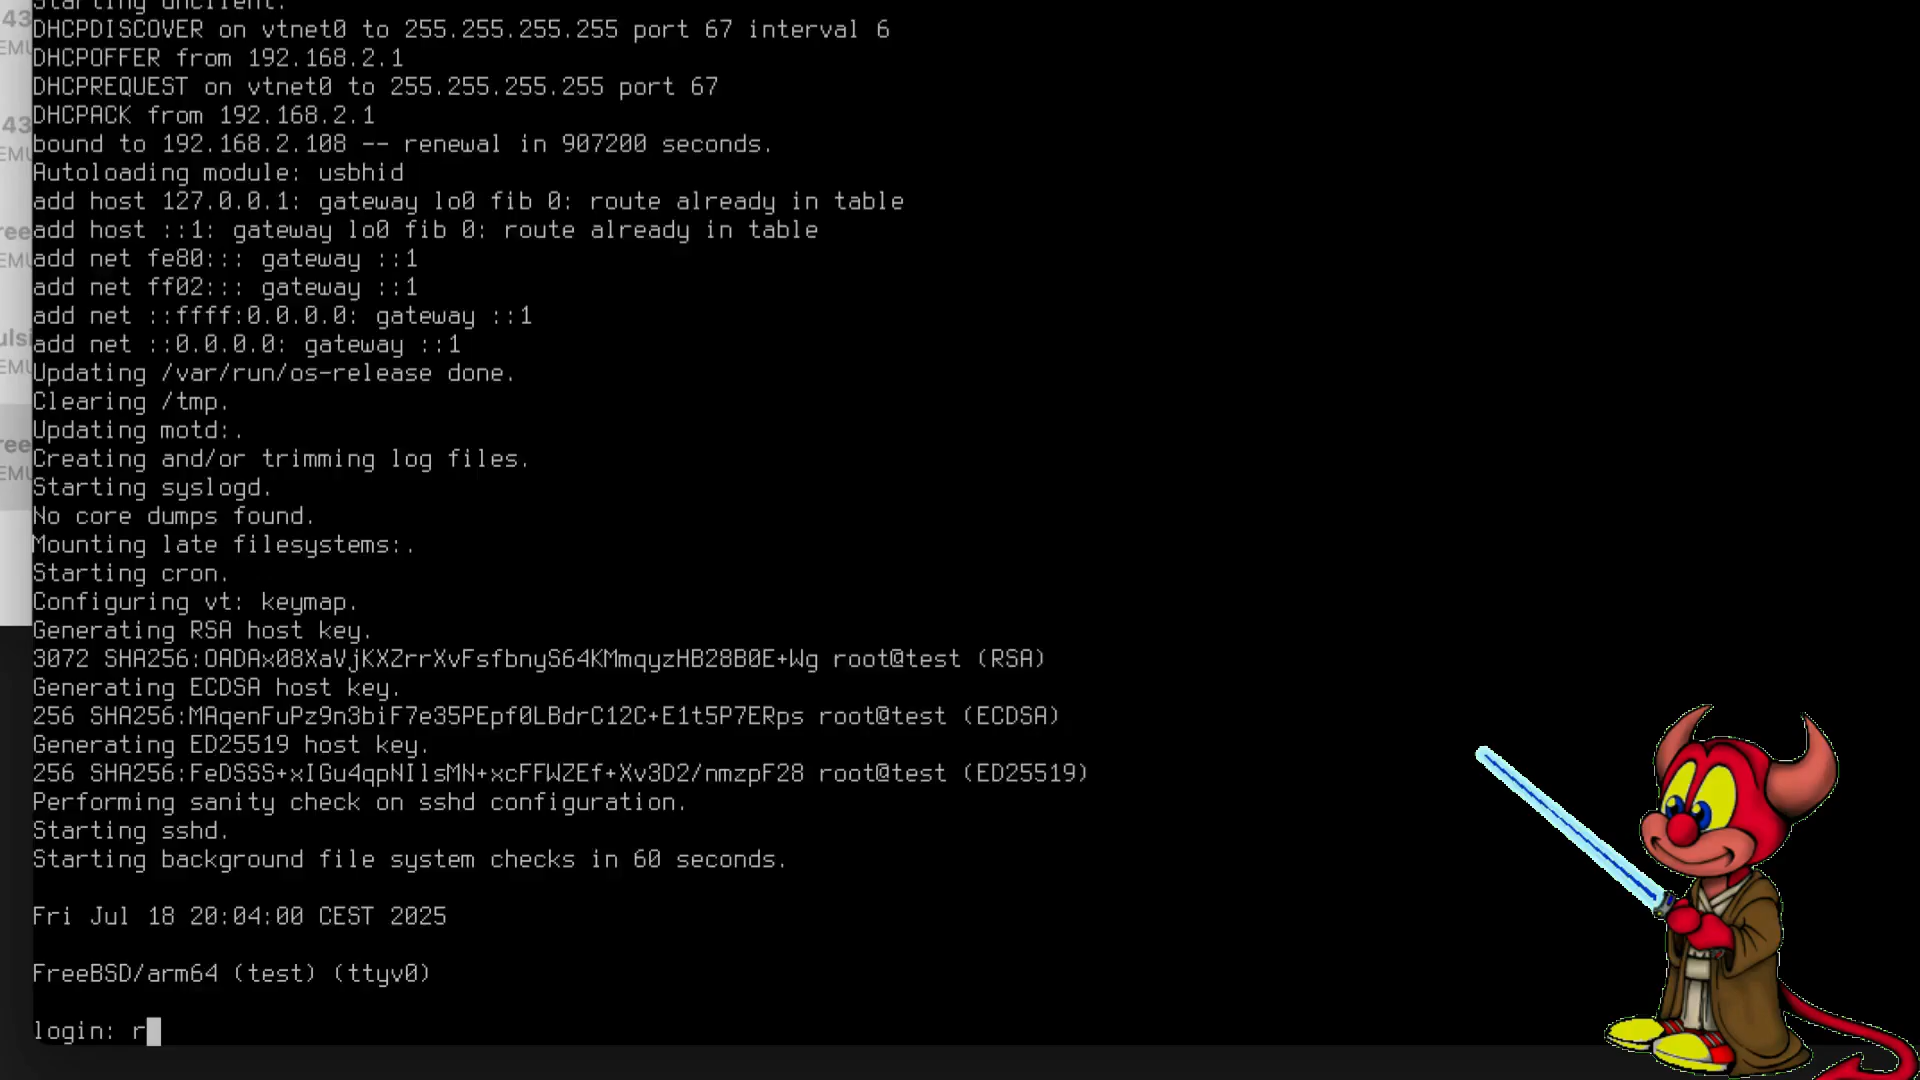 Starting dhclient.
DHCPDISCOVER on vtnet0 to 255.255.255.255 port 67 interval 6
DHCPOFFER from 192.168.2.1
DHCPREQUEST on vtnet0 to 255.255.255.255 port 67
DHCPACK from 192.168.2.1
bound to 192.168.2.108 -- renewal in 907200 seconds.
Autoloading module: usbhid
add host 127.0.0.1: gateway lo0 fib 0: route already in table
add host ::1: gateway lo0 fib 0: route already in table
add net fe80::: gateway ::1
add net ff02::: gateway ::1
add net ::ffff:0.0.0.0: gateway ::1
add net ::0.0.0.0: gateway ::1
Updating /var/run/os-release done.
Clearing /tmp.
Updating motd:.
Creating and/or trimming log files.
Starting syslogd.
No core dumps found.
Mounting late filesystems:.
Starting cron.
Configuring vt: keymap.
Generating RSA host key.
3072 SHA256:OADAx08XaVjKXZrrXvFsfbnyS64KMmqyzHB28B0E+Wg root@test (RSA)
Generating ECDSA host key.
256 SHA256:MAqenFuPz9n3biF7e35PEpf0LBdrC12C+E1t5P7ERps root@test (ECDSA)
Generating ED25519 host key.
256 SHA256:FeDSSS+xIGu4qpNIlsMN+xcFFWZEf+Xv3D2/nmzpF28 root@test (ED25519)
Performing sanity check on sshd configuration.
Starting sshd.
Starting background file system checks in 60 seconds.
Fri Jul 18 20:04:00 CEST 2025
FreeBSD/arm64 (test) (ttyv0)
login: r